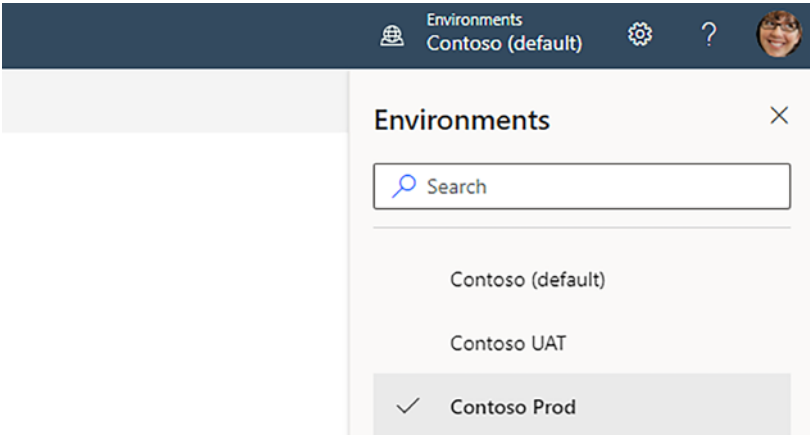 Environments
Contoso (default)
?
Environments
Search
Contoso (default)
Contoso UAT
Contoso Prod